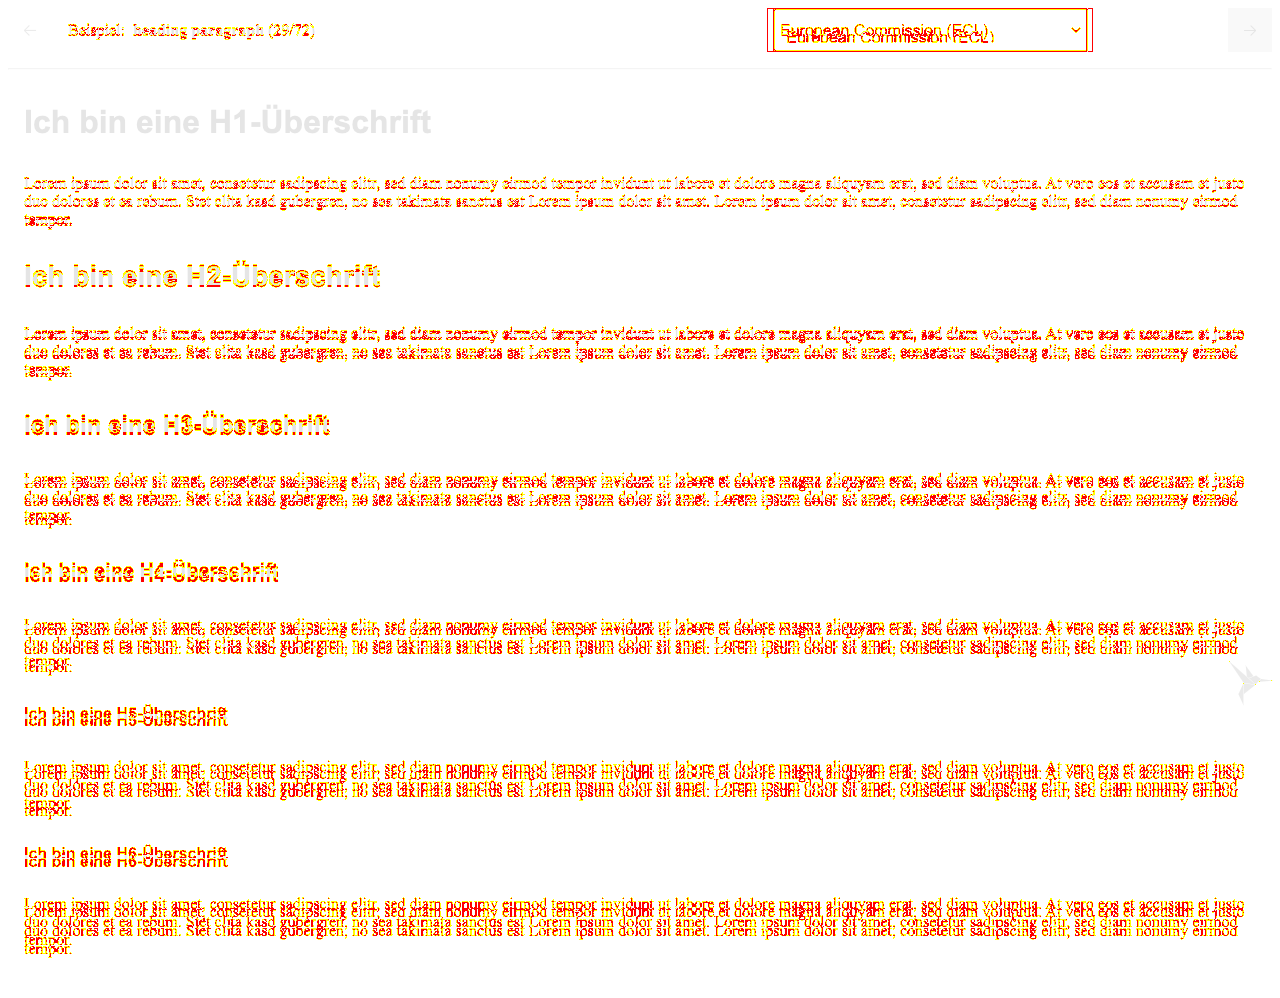 Beispiel: heading-paragraph (29/72)
European Commission (ECL)
Ich bin eine H1-Überschrift
Lorem ipsum dolor sit amet, consetetur sadipscing elitr, sed diam nonumy eirmod tempor invidunt ut labore et dolore magna aliquyam erat, sed diam voluptua. At vero eos et accusam et justo
duo dolores et ea rebum. Stet clita kasd gubergren, no sea takimata sanctus est Lorem ipsum dolor sit amet. Lorem ipsum dolor sit amet, consetetur sadipscing elitr, sed diam nonumy eirmod
tempor.
Ich bin eine H2-Überschrift
Lorem ipsum dolor sit amet, consetetur sadipscing elitr, sed diam nonumy eirmod tempor invidunt ut labore et dolore magna aliquyam erat, sed diam voluptua. At vero eos et accusam et justo
duo dolores et ea rebum. Stet clita kasd gubergren, no sea takimata sanctus est Lorem ipsum dolor sit amet. Lorem ipsum dolor sit amet, consetetur sadipscing elitr, sed diam nonumy eirmod
tempor.
Ich bin eine H3-Überschrift
Lorem ipsum dolor sit amet, consetetur sadipscing elitr, sed diam nonumy eirmod tempor invidunt ut labore et dolore magna aliquyam erat, sed diam voluptua. At vero eos et accusam et justo
duo dolores et ea rebum. Stet clita kasd gubergren, no sea takimata sanctus est Lorem ipsum dolor sit amet. Lorem ipsum dolor sit amet, consetetur sadipscing elitr, sed diam nonumy eirmod
tempor.
Ich bin eine H4-Überschrift
Lorem ipsum dolor sit amet, consetetur sadipscing elitr, sed diam nonumy eirmod tempor invidunt ut labore et dolore magna aliquyam erat, sed diam voluptua. At vero eos et accusam et justo
duo dolores et ea rebum. Stet clita kasd gubergren, no sea takimata sanctus est Lorem ipsum dolor sit amet. Lorem ipsum dolor sit amet, consetetur sadipscing elitr, sed diam nonumy eirmod
tempor.
Ich bin eine H5-Überschrift
Lorem ipsum dolor sit amet, consetetur sadipscing elitr, sed diam nonumy eirmod tempor invidunt ut labore et dolore magna aliquyam erat, sed diam voluptua. At vero eos et accusam et justo
duo dolores et ea rebum. Stet clita kasd gubergren, no sea takimata sanctus est Lorem ipsum dolor sit amet. Lorem ipsum dolor sit amet, consetetur sadipscing elitr, sed diam nonumy eirmod
tempor.
Ich bin eine H6-Überschrift
Lorem ipsum dolor sit amet, consetetur sadipscing elitr, sed diam nonumy eirmod tempor invidunt ut labore et dolore magna aliquyam erat, sed diam voluptua. At vero eos et accusam et justo
duo dolores et ea rebum. Stet clita kasd gubergren, no sea takimata sanctus est Lorem ipsum dolor sit amet. Lorem ipsum dolor sit amet, consetetur sadipscing elitr, sed diam nonumy eirmod
tempor.